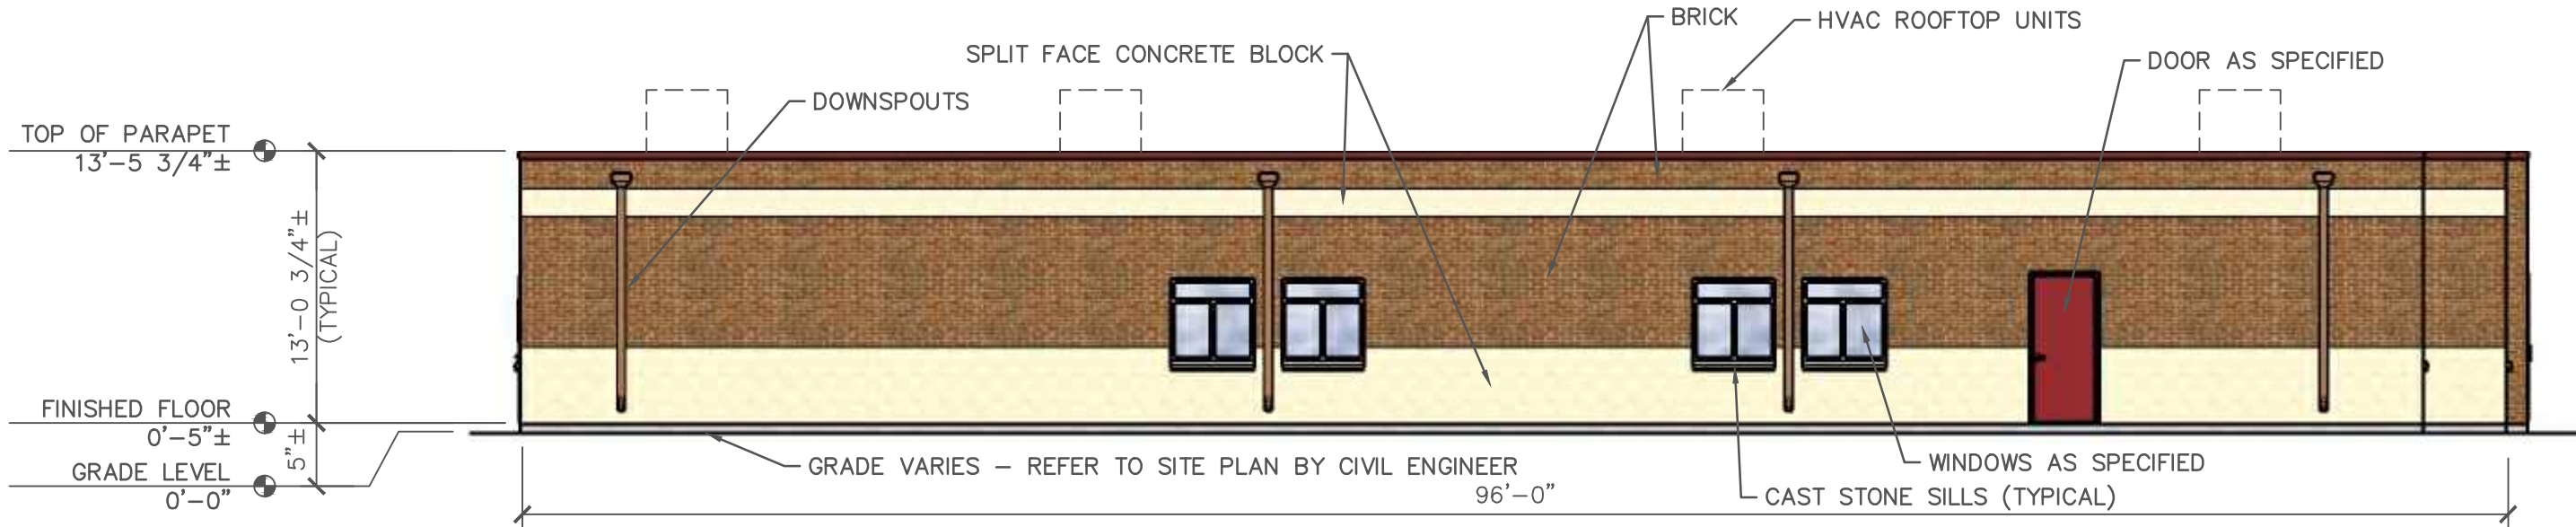 BRICK
HVAC ROOFTOP UNITS
SPLIT FACE CONCRETE BLOCK
DOOR AS SPECIFIED
DOWNSPOUTS
TOP OF PARAPET
13'-5 3/4"±
13'-0 3/4"±
(TYPICAL)
FINISHED FLOOR
0'-5"±
5"±
GRADE LEVEL
0'-0"
GRADE VARIES - REFER TO SITE PLAN BY CIVIL ENGINEER
WINDOWS AS SPECIFIED
96'-0"
CAST STONE SILLS (TYPICAL)